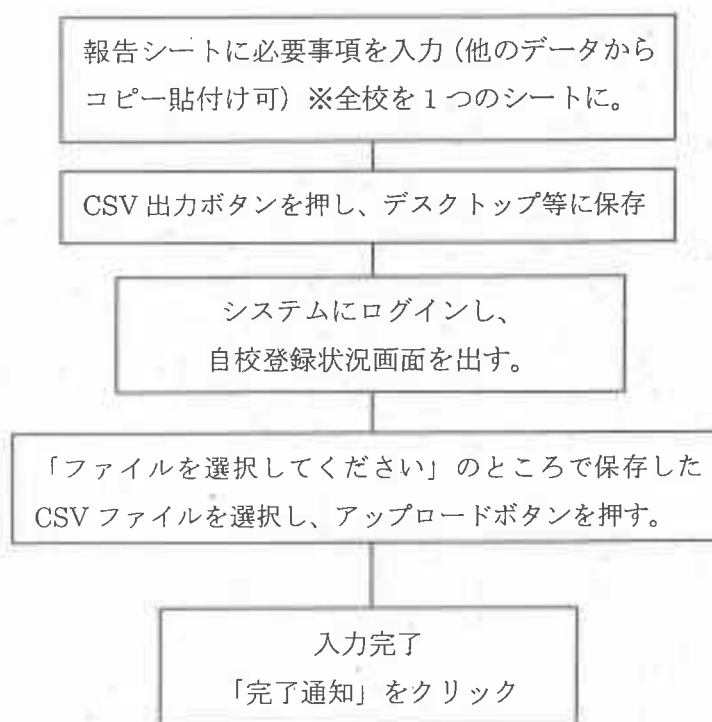 報告シートに必要事項を入力（他のデータから
コピー貼付け可）※全校を１つのシートに。
CSV 出力ボタンを押し、デスクトップ等に保存
システムにログインし、
自校登録状況画面を出す。
「ファイルを選択してください」のところで保存した
CSV ファイルを選択し、アップロードボタンを押す。
入力完了
「完了通知」をクリック